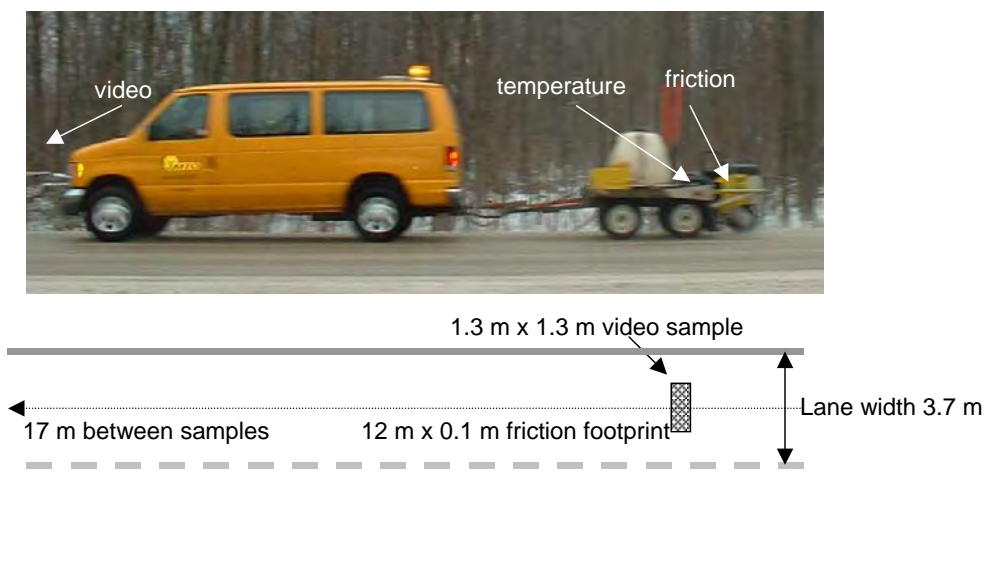 video
temperature
friction
1.3 m x 1.3 m video sample
Lane width 3.7 m
17 m between samples
12 m x 0.1 m friction footprint